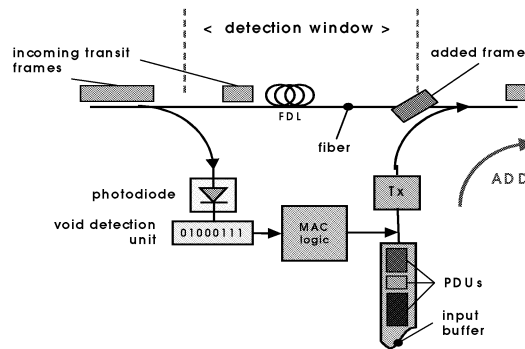 < detection window >
incoming transit
frames
added frame
FDL
fiber
ADD
photodiode
Tx
void detection
unit
01000111
MAC
logic
PDUs
input
buffer